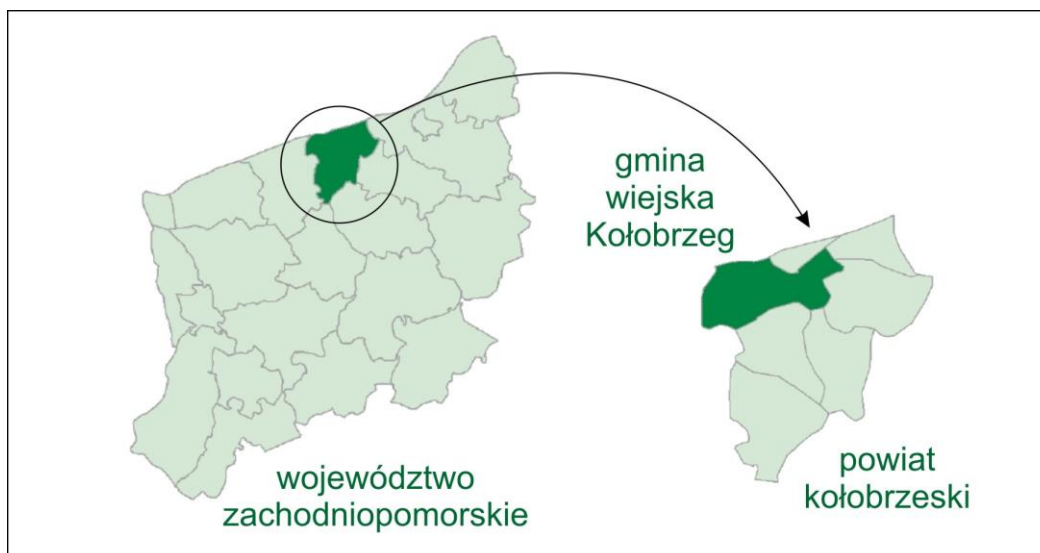 gmina
wiejska
Kołobrzeg
województwo
zachodniopomorskie
powiat
kołobrzeski